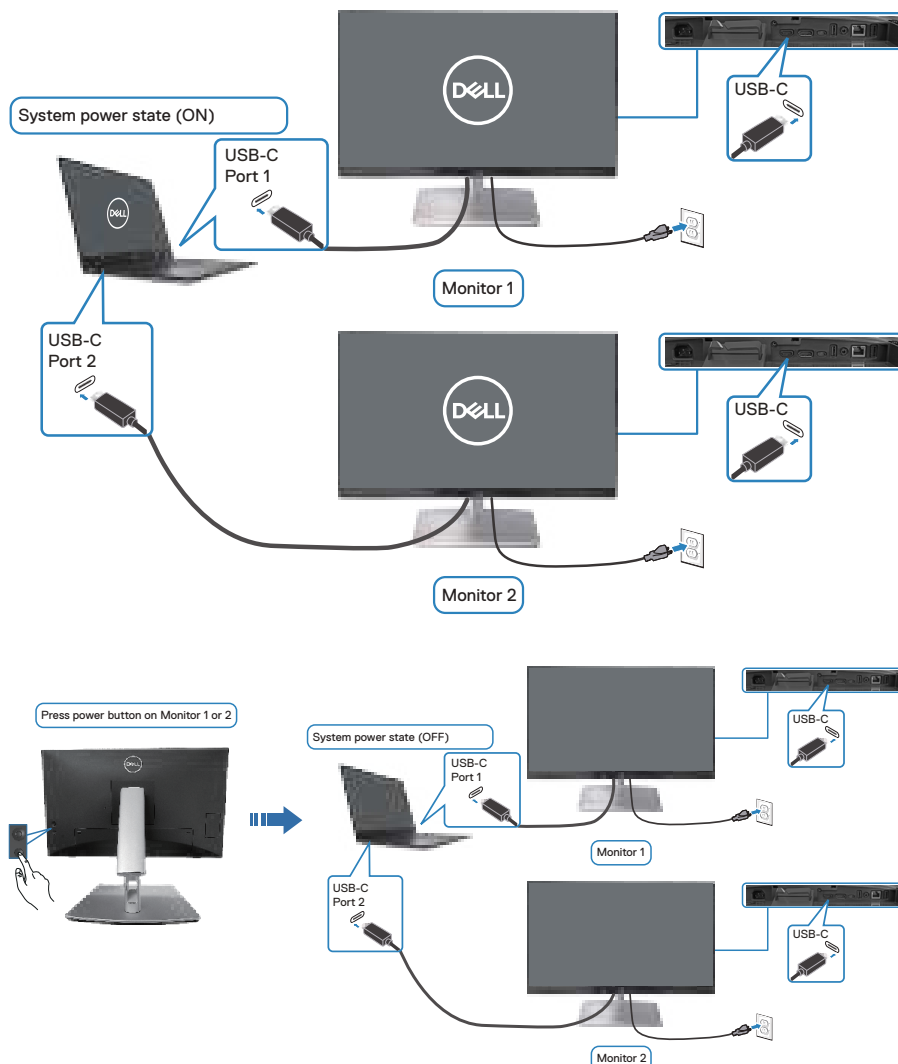 DELL
USB-C
System power state (ON)
USB-C
Port 1
DELL
Monitor 1
USB-C
Port 2
DELL
USB-C
Monitor 2
Press power button on Monitor 1 or 2
DELL
System power state (OFF)
USB-C
Port 1
USB-C
Monitor 1
USB-C
Port 2
USB-C
Monitor 2